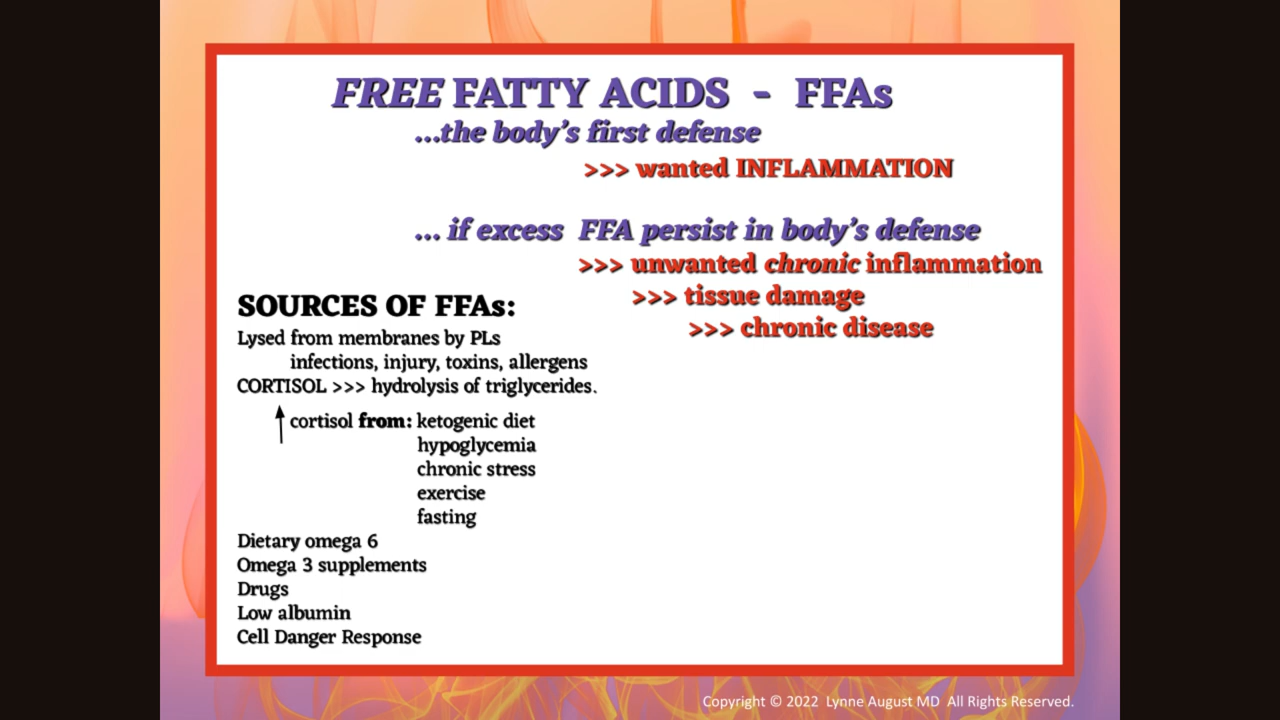 FREE FATTY ACIDS - FFAs
...the body's first defense
>>> wanted INFLAMMATION
... if excess FFA persist in body's defense
>>> unwanted chronic inflammation
>>> tissue damage
>>> chronic disease
SOURCES OF FFAs:
Lysed from membranes by PLs
infections, injury, toxins, allergens
CORTISOL >>> hydrolysis of triglycerides.
cortisol from: ketogenic diet
hypoglycemia
chronic stress
exercise
fasting
Dietary omega 6
Omega 3 supplements
Drugs
Low albumin
Cell Danger Response
Copyright © 2022 Lynne August MD All Rights Reserved.